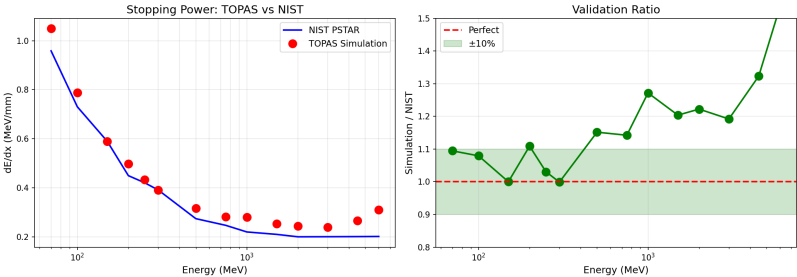 Stopping Power: TOPAS vs NIST
NIST PSTAR
TOPAS Simulation
dE/dx (MeV/mm)
1.0
0.8
0.6
0.4
0.2
10²
10³
Energy (MeV)
Validation Ratio
Perfect
±10%
Simulation / NIST
1.5
1.4
1.3
1.2
1.1
1.0
0.9
0.8
10²
10³
Energy (MeV)